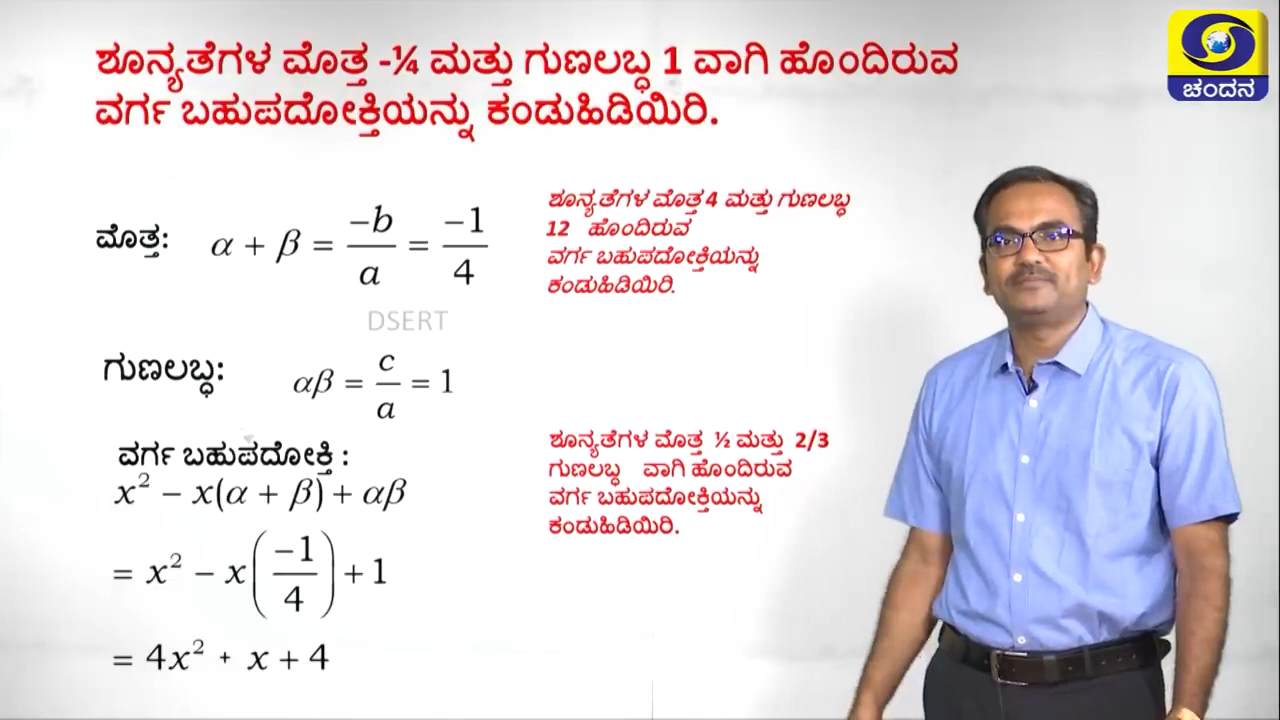 ಶೂನ್ಯತೆಗಳ ಮೊತ್ತ -¼ ಮತ್ತು ಗುಣಲಬ್ಧ 1 ವಾಗಿ ಹೊಂದಿರುವ
ವರ್ಗ ಬಹುಪದೋಕ್ತಿಯನ್ನು ಕಂಡುಹಿಡಿಯಿರಿ.
ಚಂದನ
ಮೊತ್ತ: α + β = -b/a = -1/4
DSERT
ಗುಣಲಬ್ಧ: αβ = c/a = 1
ವರ್ಗ ಬಹುಪದೋಕ್ತಿ :
x² − x(α + β) + αβ
= x² − x(-1/4) + 1
= 4x² + x + 4
ಶೂನ್ಯತೆಗಳ ಮೊತ್ತ 4 ಮತ್ತು ಗುಣಲಬ್ಧ
12 ಹೊಂದಿರುವ
ವರ್ಗ ಬಹುಪದೋಕ್ತಿಯನ್ನು
ಕಂಡುಹಿಡಿಯಿರಿ.
ಶೂನ್ಯತೆಗಳ ಮೊತ್ತ ½ ಮತ್ತು 2/3
ಗುಣಲಬ್ಧ ವಾಗಿ ಹೊಂದಿರುವ
ವರ್ಗ ಬಹುಪದೋಕ್ತಿಯನ್ನು
ಕಂಡುಹಿಡಿಯಿರಿ.